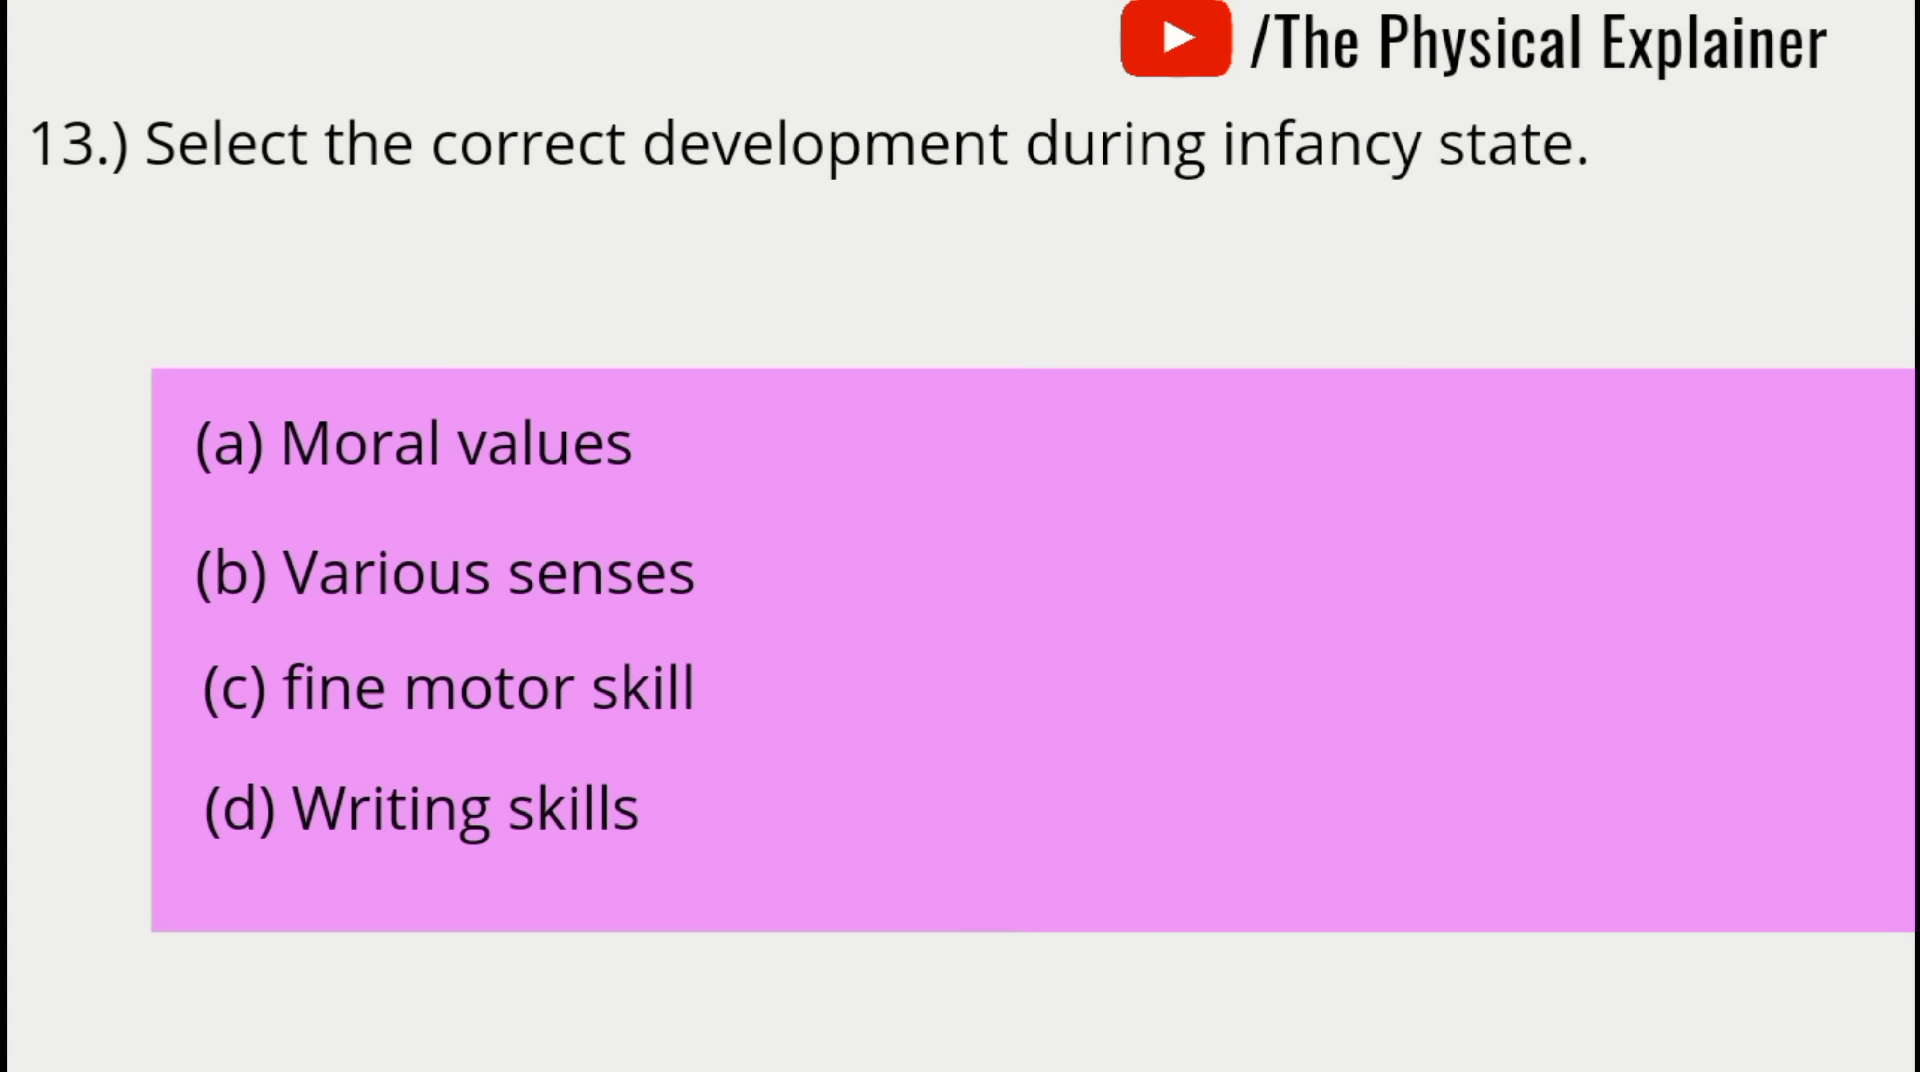 /The Physical Explainer
13.) Select the correct development during infancy state.
(a) Moral values
(b) Various senses
(c) fine motor skill
(d) Writing skills